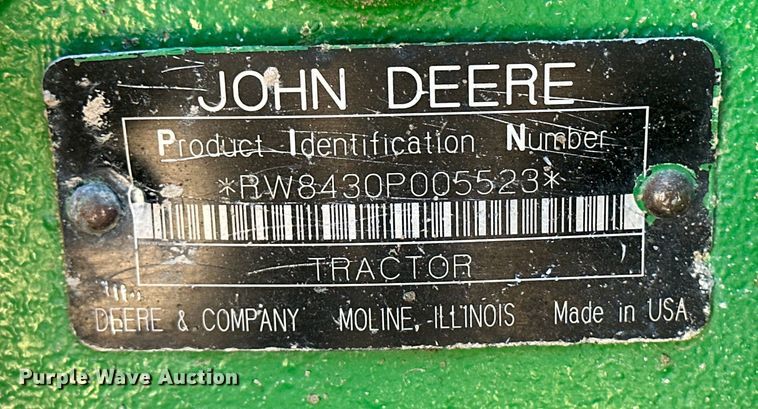 JOHN DEERE
Product Identification Number
*RW8430P005523*
TRACTOR
DEERE & COMPANY MOLINE, ILLINOIS Made in USA
Purple Wave Auction